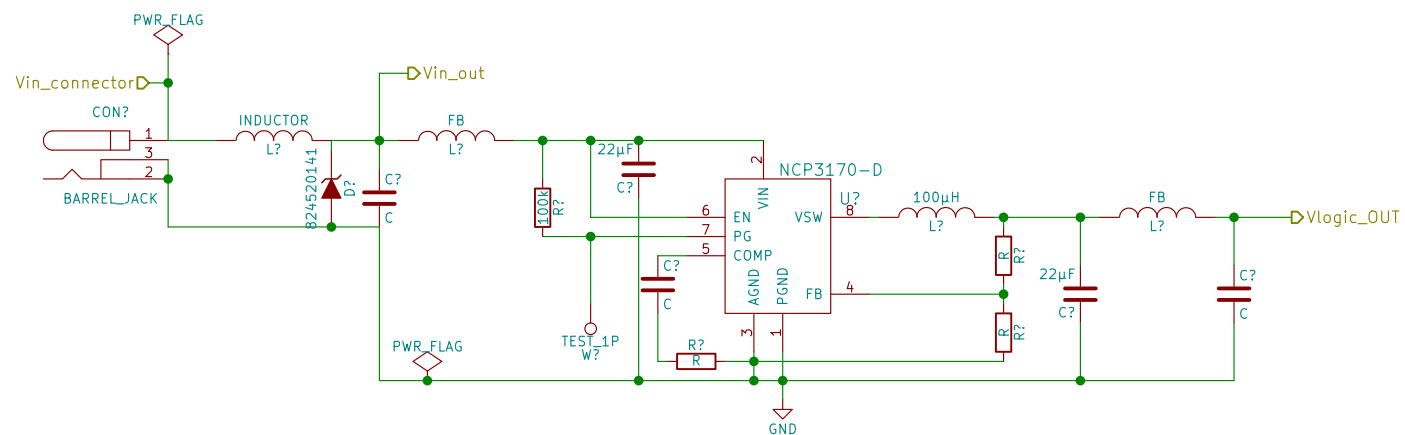 PWR_FLAG
Vin_connector
Vin_out
CON?
1
3
2
BARREL_JACK
INDUCTOR
L?
824520141
D?
C?
C
FB
L?
100k
R?
22µF
C?
TEST_1P
W?
PWR_FLAG
C?
C
R?
R
NCP3170-D
U?
2
VIN
6
EN
7
PG
5
COMP
AGND
PGND
3
1
VSW
8
FB
4
GND
100µH
L?
R
R?
R
R?
22µF
C?
FB
L?
C?
C
Vlogic_OUT